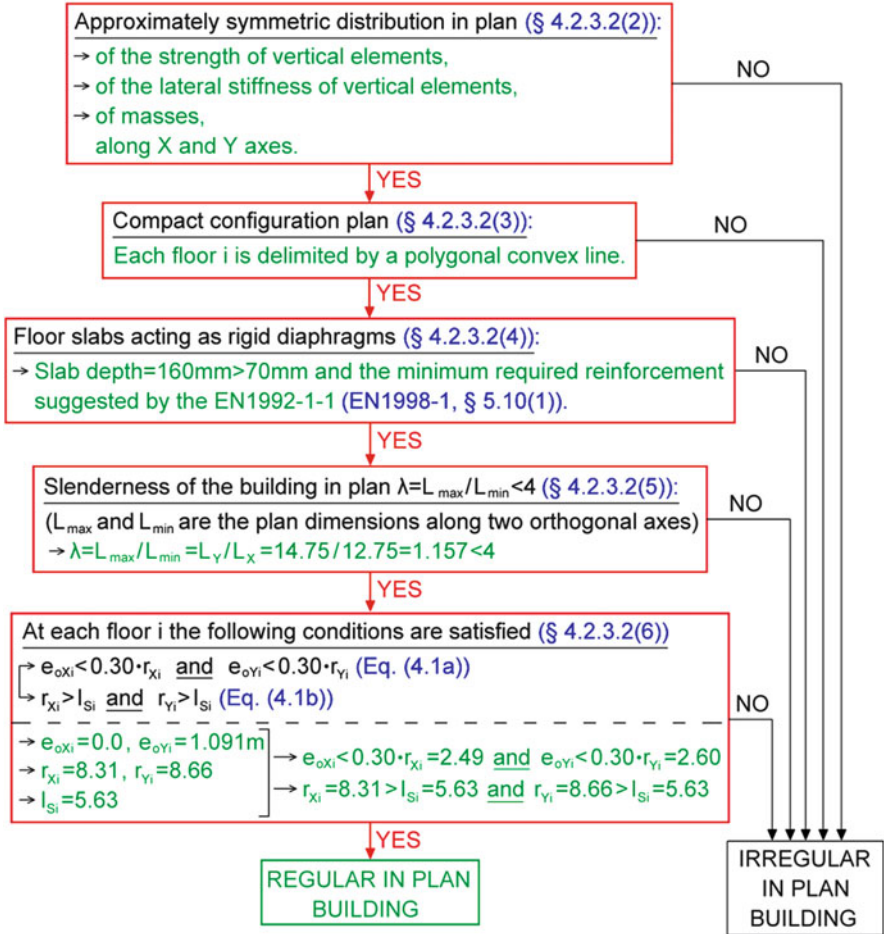 Approximately symmetric distribution in plan (§ 4.2.3.2(2)):
→ of the strength of vertical elements,
→ of the lateral stiffness of vertical elements,
→ of masses,
along X and Y axes.
NO
YES
Compact configuration plan (§ 4.2.3.2(3)):
Each floor i is delimited by a polygonal convex line.
NO
YES
Floor slabs acting as rigid diaphragms (§ 4.2.3.2(4)):
→ Slab depth=160mm>70mm and the minimum required reinforcement
suggested by the EN1992-1-1 (EN1998-1, § 5.10(1)).
NO
YES
Slenderness of the building in plan λ=Lmax/Lmin<4 (§ 4.2.3.2(5)):
(Lmax and Lmin are the plan dimensions along two orthogonal axes)
→ λ=Lmax/Lmin=LY/LX=14.75/12.75=1.157<4
NO
YES
At each floor i the following conditions are satisfied (§ 4.2.3.2(6))
→ eoXi<0.30·rXi and eoYi<0.30·rYi (Eq. (4.1a))
→ rXi>lSi and rYi>lSi (Eq. (4.1b))
NO
→ eoXi=0.0, eoYi=1.091m
→ rXi=8.31, rYi=8.66
→ lSi=5.63
→ eoXi<0.30·rXi=2.49 and eoYi<0.30·rYi=2.60
→ rXi=8.31>lSi=5.63 and rYi=8.66>lSi=5.63
YES
REGULAR IN PLAN
BUILDING
IRREGULAR
IN PLAN
BUILDING